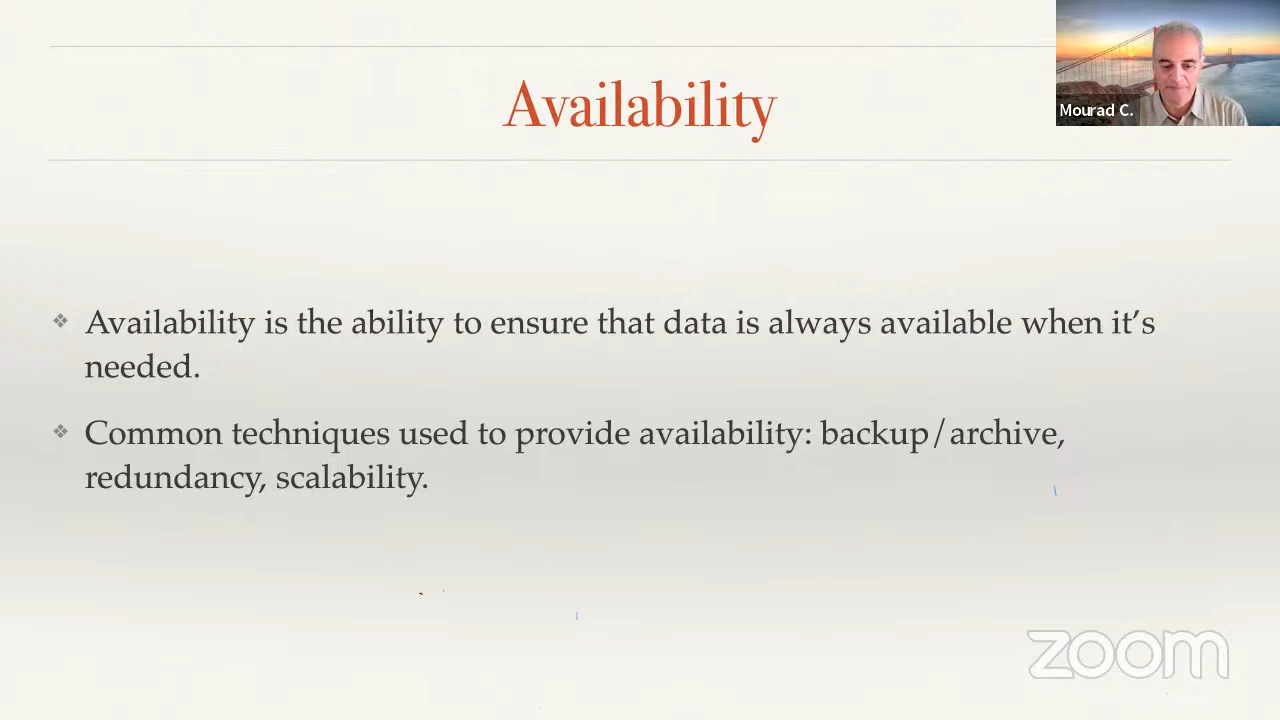 Availability
Mourad C.
❖ Availability is the ability to ensure that data is always available when it’s
needed.
❖ Common techniques used to provide availability: backup/archive,
redundancy, scalability.
zoom